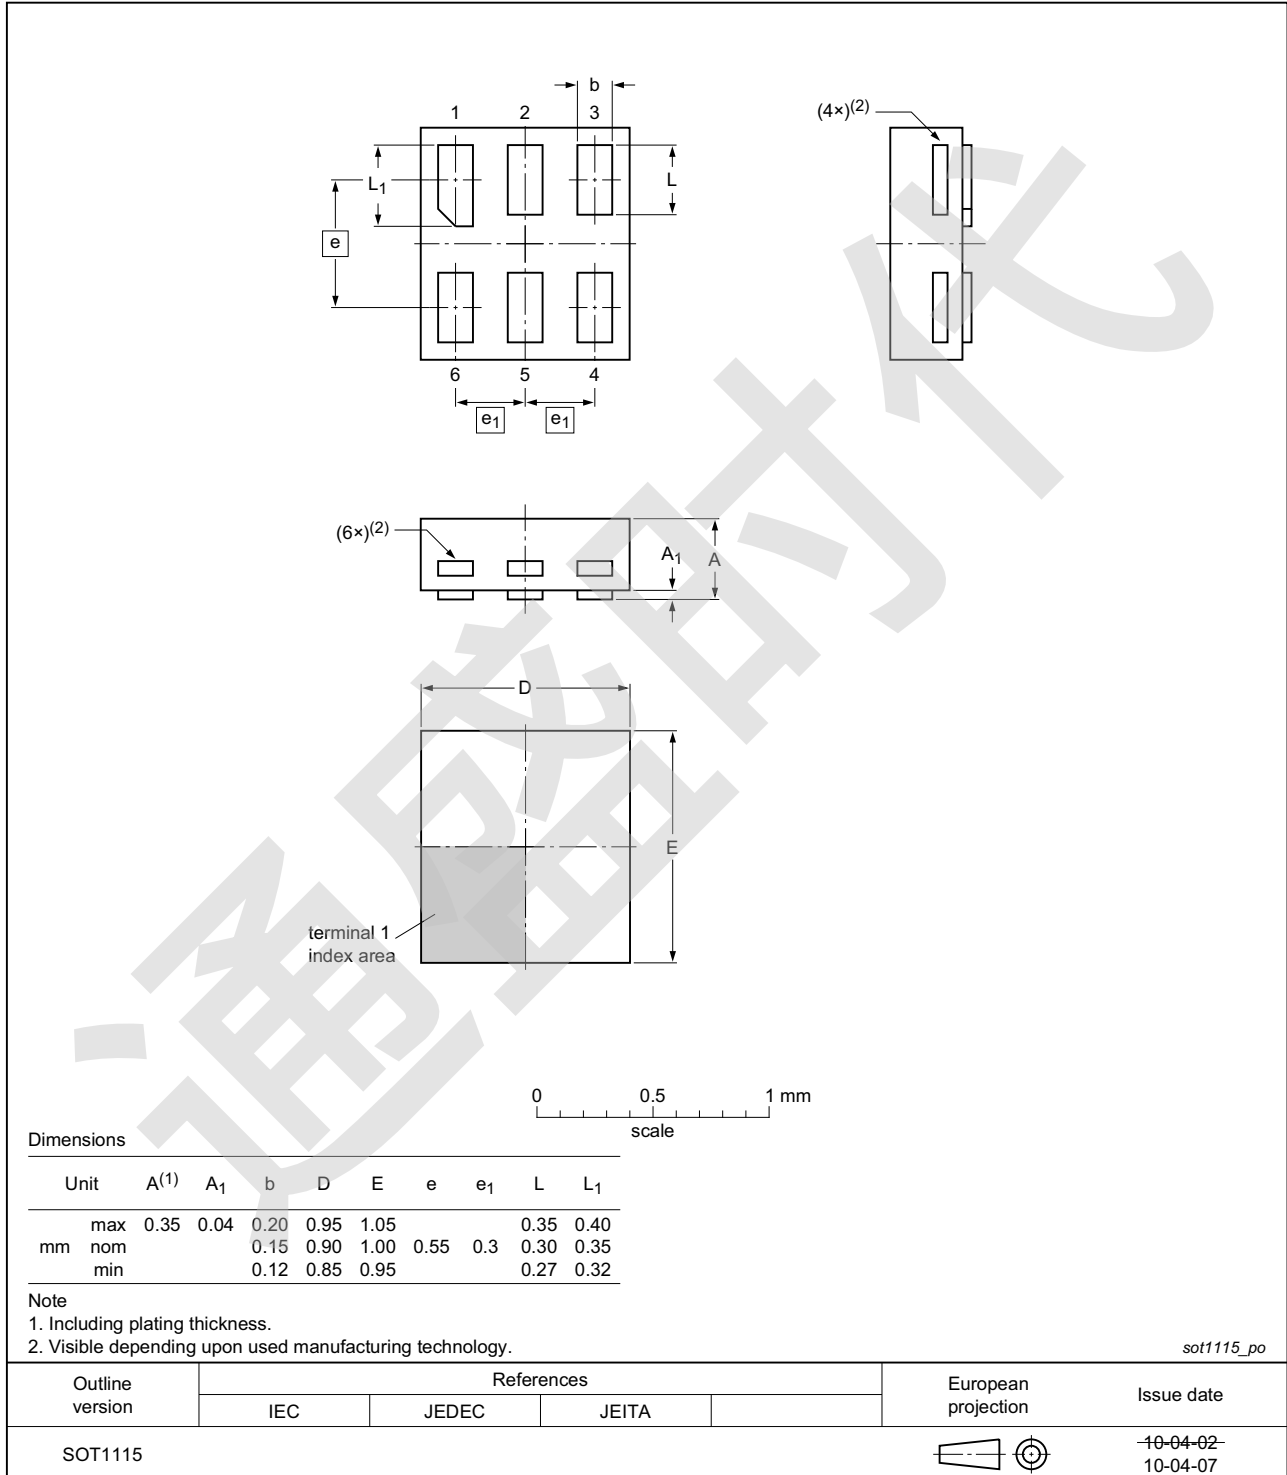 b
1 2 3
(4×)(2)
L1
L
e
6 5 4
e1 e1
(6×)(2)
A1 A
D
E
terminal 1
index area
0 0.5 1 mm
scale
Dimensions
Unit A(1) A1 b D E e e1 L L1
max 0.35 0.04 0.20 0.95 1.05 0.35 0.40
mm nom 0.15 0.90 1.00 0.55 0.3 0.30 0.35
min 0.12 0.85 0.95 0.27 0.32
Note
1. Including plating thickness.
2. Visible depending upon used manufacturing technology.
sot1115_po
Outline
version
References
IEC JEDEC JEITA
European
projection
Issue date
SOT1115
10-04-02
10-04-07
通盛时代